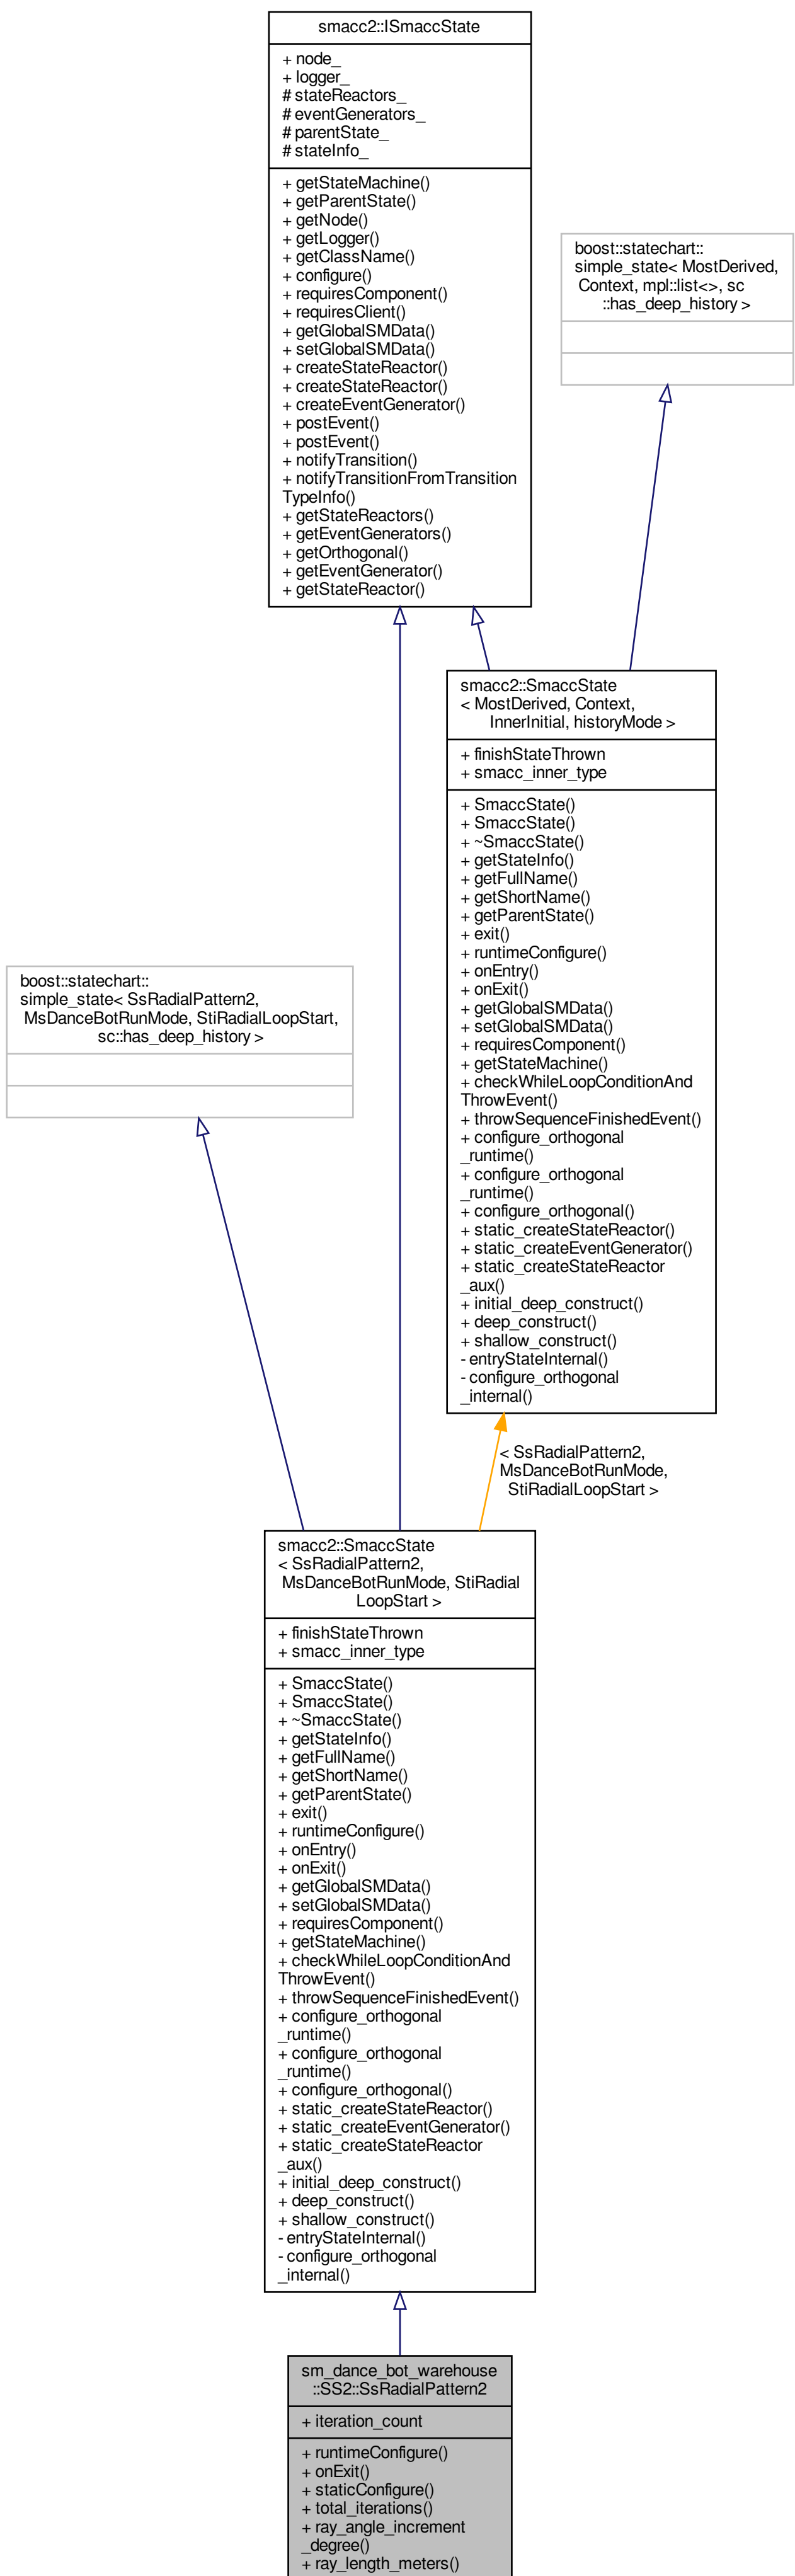 smacc2::ISmaccState
+ node_
+ logger_
# stateReactors_
# eventGenerators_
# parentState_
# stateInfo_
+ getStateMachine()
+ getParentState()
+ getNode()
+ getLogger()
+ getClassName()
+ configure()
+ requiresComponent()
+ requiresClient()
+ getGlobalSMData()
+ setGlobalSMData()
+ createStateReactor()
+ createStateReactor()
+ createEventGenerator()
+ postEvent()
+ postEvent()
+ notifyTransition()
+ notifyTransitionFromTransition
TypeInfo()
+ getStateReactors()
+ getEventGenerators()
+ getOrthogonal()
+ getEventGenerator()
+ getStateReactor()
boost::statechart::
simple_state< MostDerived,
Context, mpl::list<>, sc
::has_deep_history >
smacc2::SmaccState
< MostDerived, Context,
InnerInitial, historyMode >
+ finishStateThrown
+ smacc_inner_type
+ SmaccState()
+ SmaccState()
+ ~SmaccState()
+ getStateInfo()
+ getFullName()
+ getShortName()
+ getParentState()
+ exit()
+ runtimeConfigure()
+ onEntry()
+ onExit()
+ getGlobalSMData()
+ setGlobalSMData()
+ requiresComponent()
+ getStateMachine()
+ checkWhileLoopConditionAnd
ThrowEvent()
+ throwSequenceFinishedEvent()
+ configure_orthogonal
_runtime()
+ configure_orthogonal
_runtime()
+ configure_orthogonal()
+ static_createStateReactor()
+ static_createEventGenerator()
+ static_createStateReactor
_aux()
+ initial_deep_construct()
+ deep_construct()
+ shallow_construct()
- entryStateInternal()
- configure_orthogonal
_internal()
boost::statechart::
simple_state< SsRadialPattern2,
MsDanceBotRunMode, StiRadialLoopStart,
sc::has_deep_history >
< SsRadialPattern2,
MsDanceBotRunMode,
StiRadialLoopStart >
smacc2::SmaccState
< SsRadialPattern2,
MsDanceBotRunMode, StiRadial
LoopStart >
+ finishStateThrown
+ smacc_inner_type
+ SmaccState()
+ SmaccState()
+ ~SmaccState()
+ getStateInfo()
+ getFullName()
+ getShortName()
+ getParentState()
+ exit()
+ runtimeConfigure()
+ onEntry()
+ onExit()
+ getGlobalSMData()
+ setGlobalSMData()
+ requiresComponent()
+ getStateMachine()
+ checkWhileLoopConditionAnd
ThrowEvent()
+ throwSequenceFinishedEvent()
+ configure_orthogonal
_runtime()
+ configure_orthogonal
_runtime()
+ configure_orthogonal()
+ static_createStateReactor()
+ static_createEventGenerator()
+ static_createStateReactor
_aux()
+ initial_deep_construct()
+ deep_construct()
+ shallow_construct()
- entryStateInternal()
- configure_orthogonal
_internal()
sm_dance_bot_warehouse
::SS2::SsRadialPattern2
+ iteration_count
+ runtimeConfigure()
+ onExit()
+ staticConfigure()
+ total_iterations()
+ ray_angle_increment
_degree()
+ ray_length_meters()